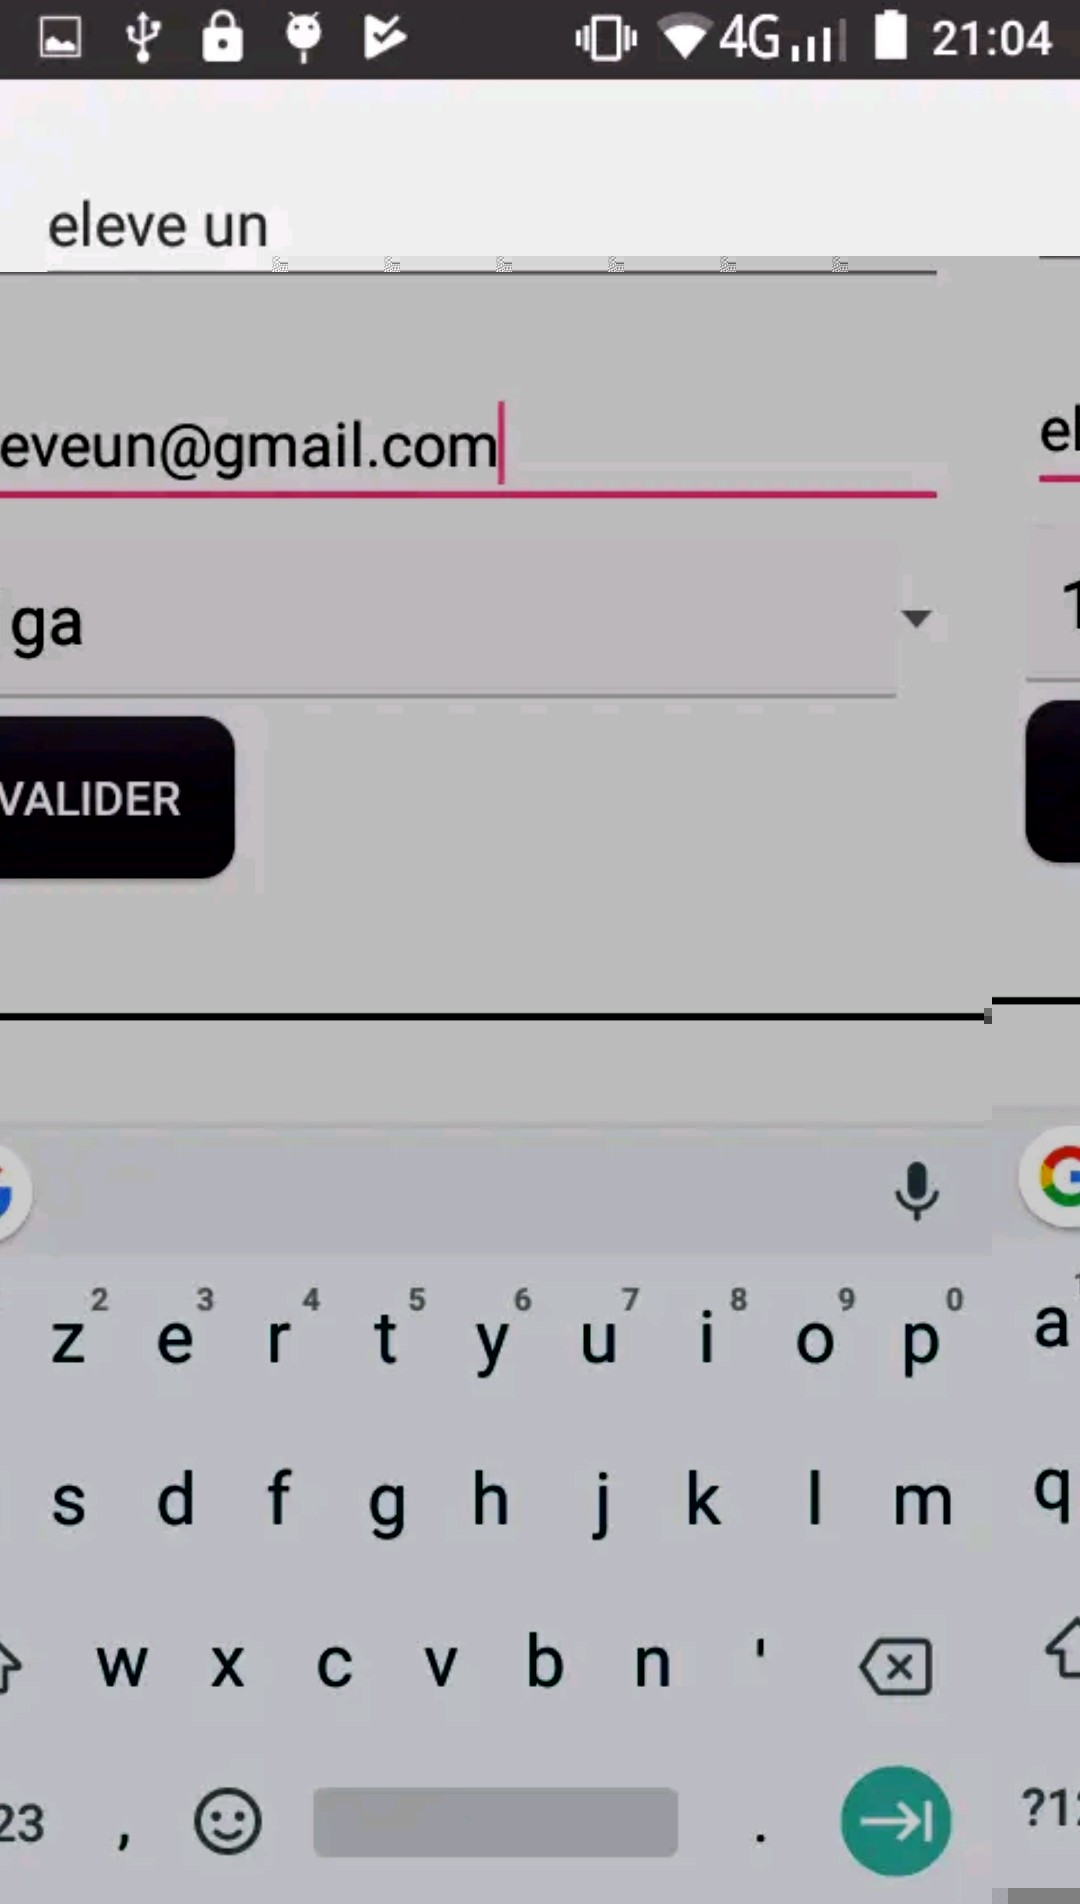 4G 21:04
eleve un
eveun@gmail.com el
ga 1
VALIDER
2 3 4 5 6 7 8 9 0
z e r t y u i o p a
s d f g h j k l m q
w x c v b n '
23 , . ?12